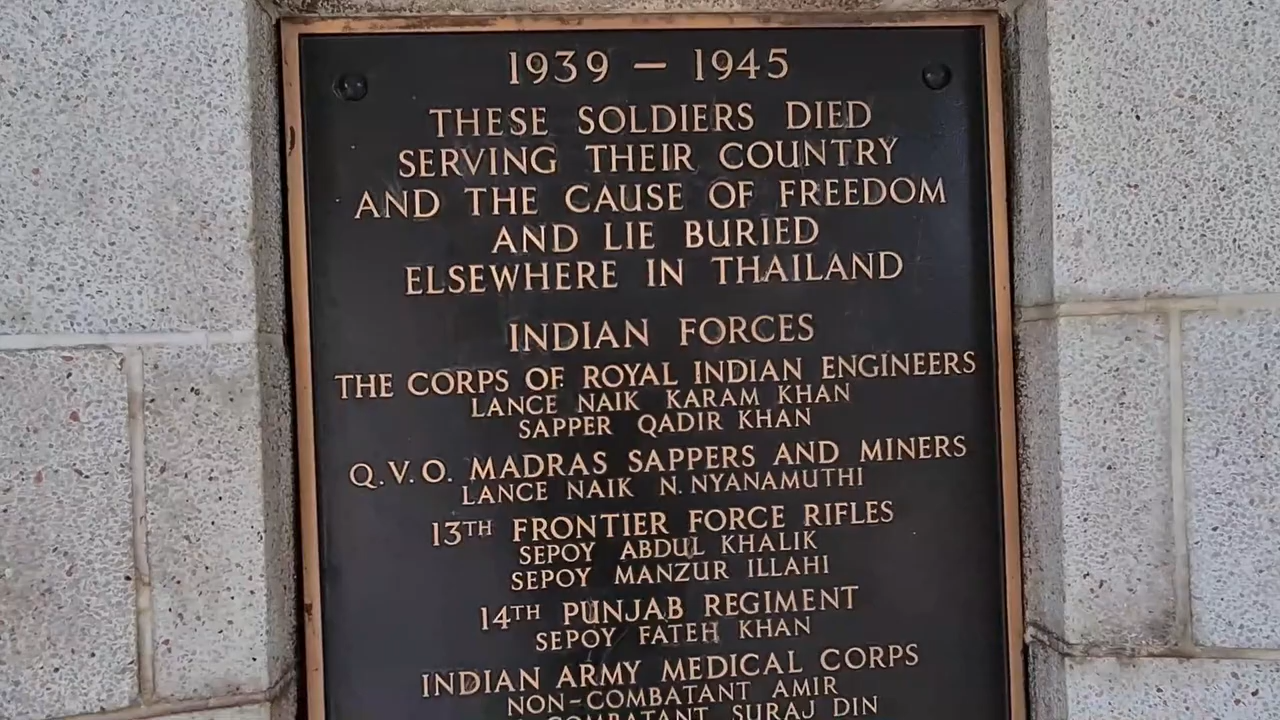 1939 — 1945
THESE SOLDIERS DIED
SERVING THEIR COUNTRY
AND THE CAUSE OF FREEDOM
AND LIE BURIED
ELSEWHERE IN THAILAND
INDIAN FORCES
THE CORPS OF ROYAL INDIAN ENGINEERS
LANCE NAIK KARAM KHAN
SAPPER QADIR KHAN
Q.V.O. MADRAS SAPPERS AND MINERS
LANCE NAIK N. NYANAMUTHI
13TH FRONTIER FORCE RIFLES
SEPOY ABDUL KHALIK
SEPOY MANZUR ILLAHI
14TH PUNJAB REGIMENT
SEPOY FATEH KHAN
INDIAN ARMY MEDICAL CORPS
NON-COMBATANT AMIR
COMBATANT SURAJ DIN